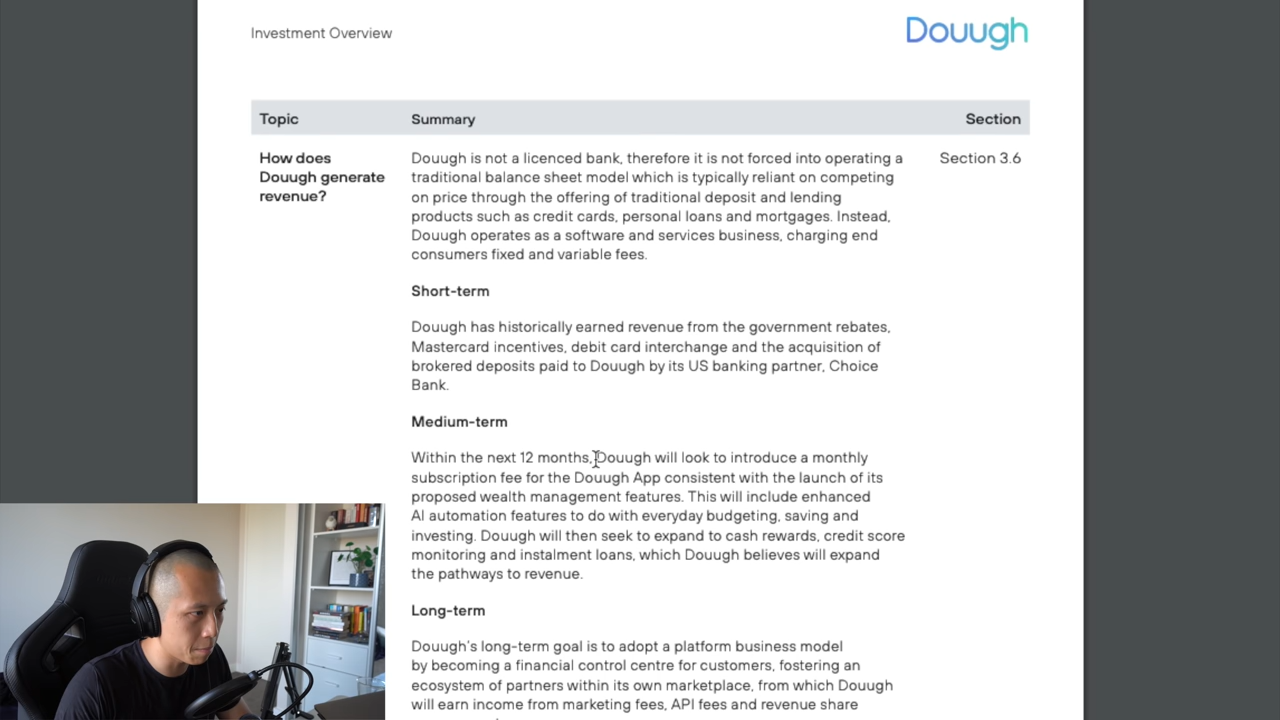 Investment Overview
Douugh
Topic
Summary
Section
How does
Douugh generate
revenue?
Douugh is not a licenced bank, therefore it is not forced into operating a
traditional balance sheet model which is typically reliant on competing
on price through the offering of traditional deposit and lending
products such as credit cards, personal loans and mortgages. Instead,
Douugh operates as a software and services business, charging end
consumers fixed and variable fees.
Section 3.6
Short-term
Douugh has historically earned revenue from the government rebates,
Mastercard incentives, debit card interchange and the acquisition of
brokered deposits paid to Douugh by its US banking partner, Choice
Bank.
Medium-term
Within the next 12 months, Douugh will look to introduce a monthly
subscription fee for the Douugh App consistent with the launch of its
proposed wealth management features. This will include enhanced
AI automation features to do with everyday budgeting, saving and
investing. Douugh will then seek to expand to cash rewards, credit score
monitoring and instalment loans, which Douugh believes will expand
the pathways to revenue.
Long-term
Douugh's long-term goal is to adopt a platform business model
by becoming a financial control centre for customers, fostering an
ecosystem of partners within its own marketplace, from which Douugh
will earn income from marketing fees, API fees and revenue share